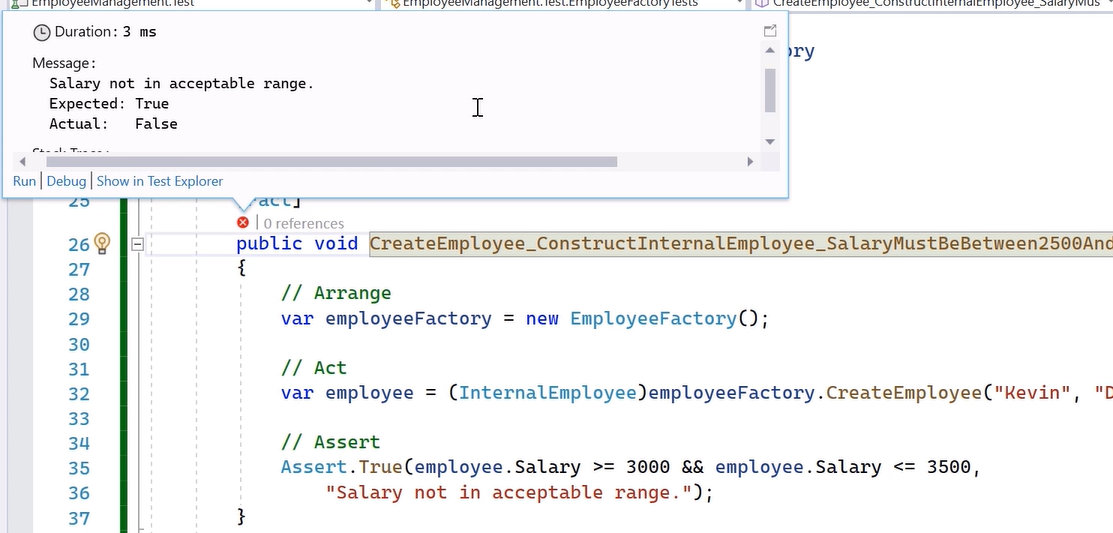 EmployeeManagement.Test EmployeeManagement.Test.EmployeeFactoryTests CreateEmployee_ConstructInternalEmployee_SalaryMus
Duration: 3 ms
ory
Message:
Salary not in acceptable range.
Expected: True
Actual: False
Stack Trace:
Run | Debug | Show in Test Explorer
25 act]
0 references
26 public void CreateEmployee_ConstructInternalEmployee_SalaryMustBeBetween2500And
27 {
28 // Arrange
29 var employeeFactory = new EmployeeFactory();
30
31 // Act
32 var employee = (InternalEmployee)employeeFactory.CreateEmployee("Kevin", "D
33
34 // Assert
35 Assert.True(employee.Salary >= 3000 && employee.Salary <= 3500,
36 "Salary not in acceptable range.");
37 }